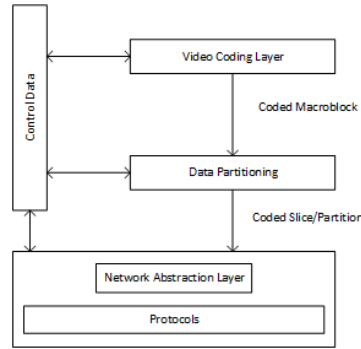 Control Data
Video Coding Layer
Coded Macroblock
Data Partitioning
Coded Slice/Partition
Network Abstraction Layer
Protocols